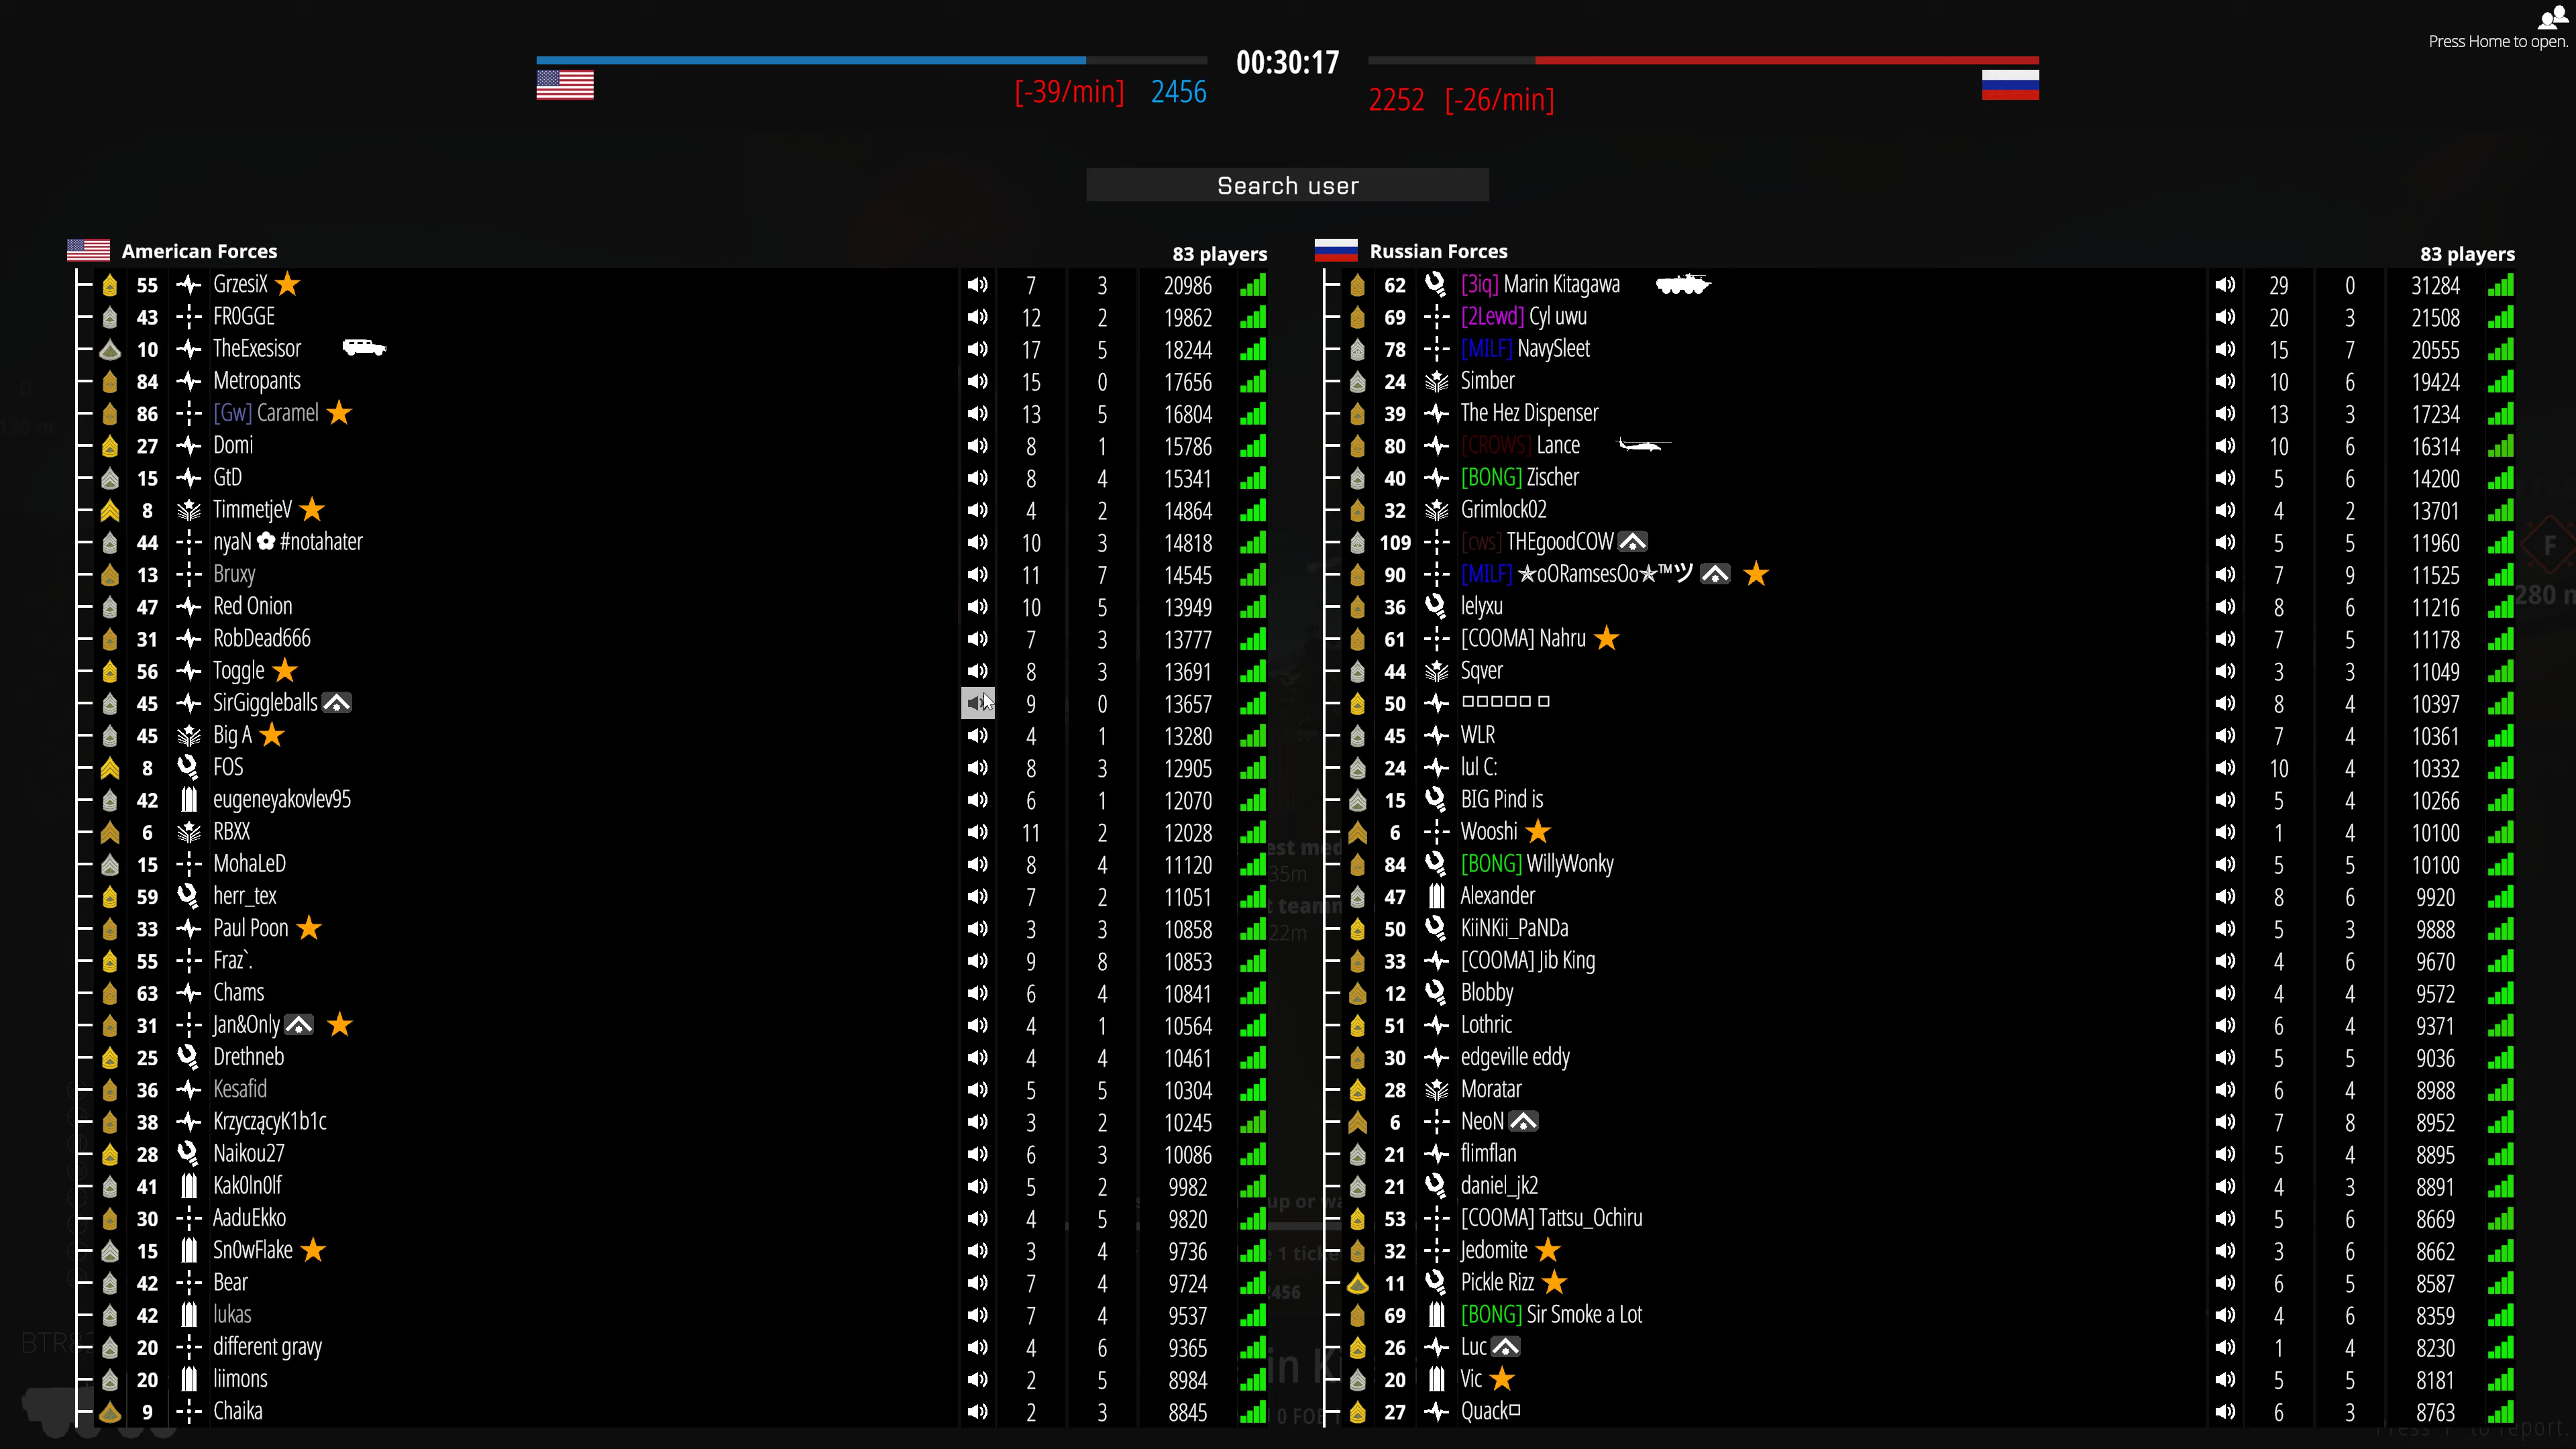 Press Home to open.
00:30:17
[-39/min] 2456
2252 [-26/min]
Search user
American Forces 83 players
55 GrzesiX 7 3 20986
43 FR0GGE 12 2 19862
10 TheExesisor 17 5 18244
84 Metropants 15 0 17656
86 [Gw] Caramel 13 5 16804
27 Domi 8 1 15786
15 GtD 8 4 15341
8 TimmetjeV 4 2 14864
44 nyaN ✿ #notahater 10 3 14818
13 Bruxy 11 7 14545
47 Red Onion 10 5 13949
31 RobDead666 7 3 13777
56 Toggle 8 3 13691
45 SirGiggleballs 9 0 13657
45 Big A 4 1 13280
8 FOS 8 3 12905
42 eugeneyakovlev95 6 1 12070
6 RBXX 11 2 12028
15 MohaLeD 8 4 11120
59 herr_tex 7 2 11051
33 Paul Poon 3 3 10858
55 Fraz`. 9 8 10853
63 Chams 6 4 10841
31 Jan&Only 4 1 10564
25 Drethneb 4 4 10461
36 Kesafid 5 5 10304
38 KrzyczącyK1b1c 3 2 10245
28 Naikou27 6 3 10086
41 Kak0ln0lf 5 2 9982
30 AaduEkko 4 5 9820
15 Sn0wFlake 3 4 9736
42 Bear 7 4 9724
42 lukas 7 4 9537
20 different gravy 4 6 9365
20 liimons 2 5 8984
9 Chaika 2 3 8845
Russian Forces 83 players
62 [3iq] Marin Kitagawa 29 0 31284
69 [2Lewd] Cyl uwu 20 3 21508
78 [MILF] NavySleet 15 7 20555
24 Simber 10 6 19424
39 The Hez Dispenser 13 3 17234
80 [CROWS] Lance 10 6 16314
40 [BONG] Zischer 5 6 14200
32 Grimlock02 4 2 13701
109 [cws] THEgoodCOW 5 5 11960
90 [MILF] ✯oORamsesOo✯™ツ 7 9 11525
36 lelyxu 8 6 11216
61 [COOMA] Nahru 7 5 11178
44 Sqver 3 3 11049
50 □□□□□ □ 8 4 10397
45 WLR 7 4 10361
24 lul C: 10 4 10332
15 BIG Pind is 5 4 10266
6 Wooshi 1 4 10100
84 [BONG] WillyWonky 5 5 10100
47 Alexander 8 6 9920
50 KiiNKii_PaNDa 5 3 9888
33 [COOMA] Jib King 4 6 9670
12 Blobby 4 4 9572
51 Lothric 6 4 9371
30 edgeville eddy 5 5 9036
28 Moratar 6 4 8988
6 NeoN 7 8 8952
21 flimflan 5 4 8895
21 daniel_jk2 4 3 8891
53 [COOMA] Tattsu_Ochiru 5 6 8669
32 Jedomite 3 6 8662
11 Pickle Rizz 6 5 8587
69 [BONG] Sir Smoke a Lot 4 6 8359
26 Luc 1 4 8230
20 Vic 5 5 8181
27 Quack□ 6 3 8763
F
280 m